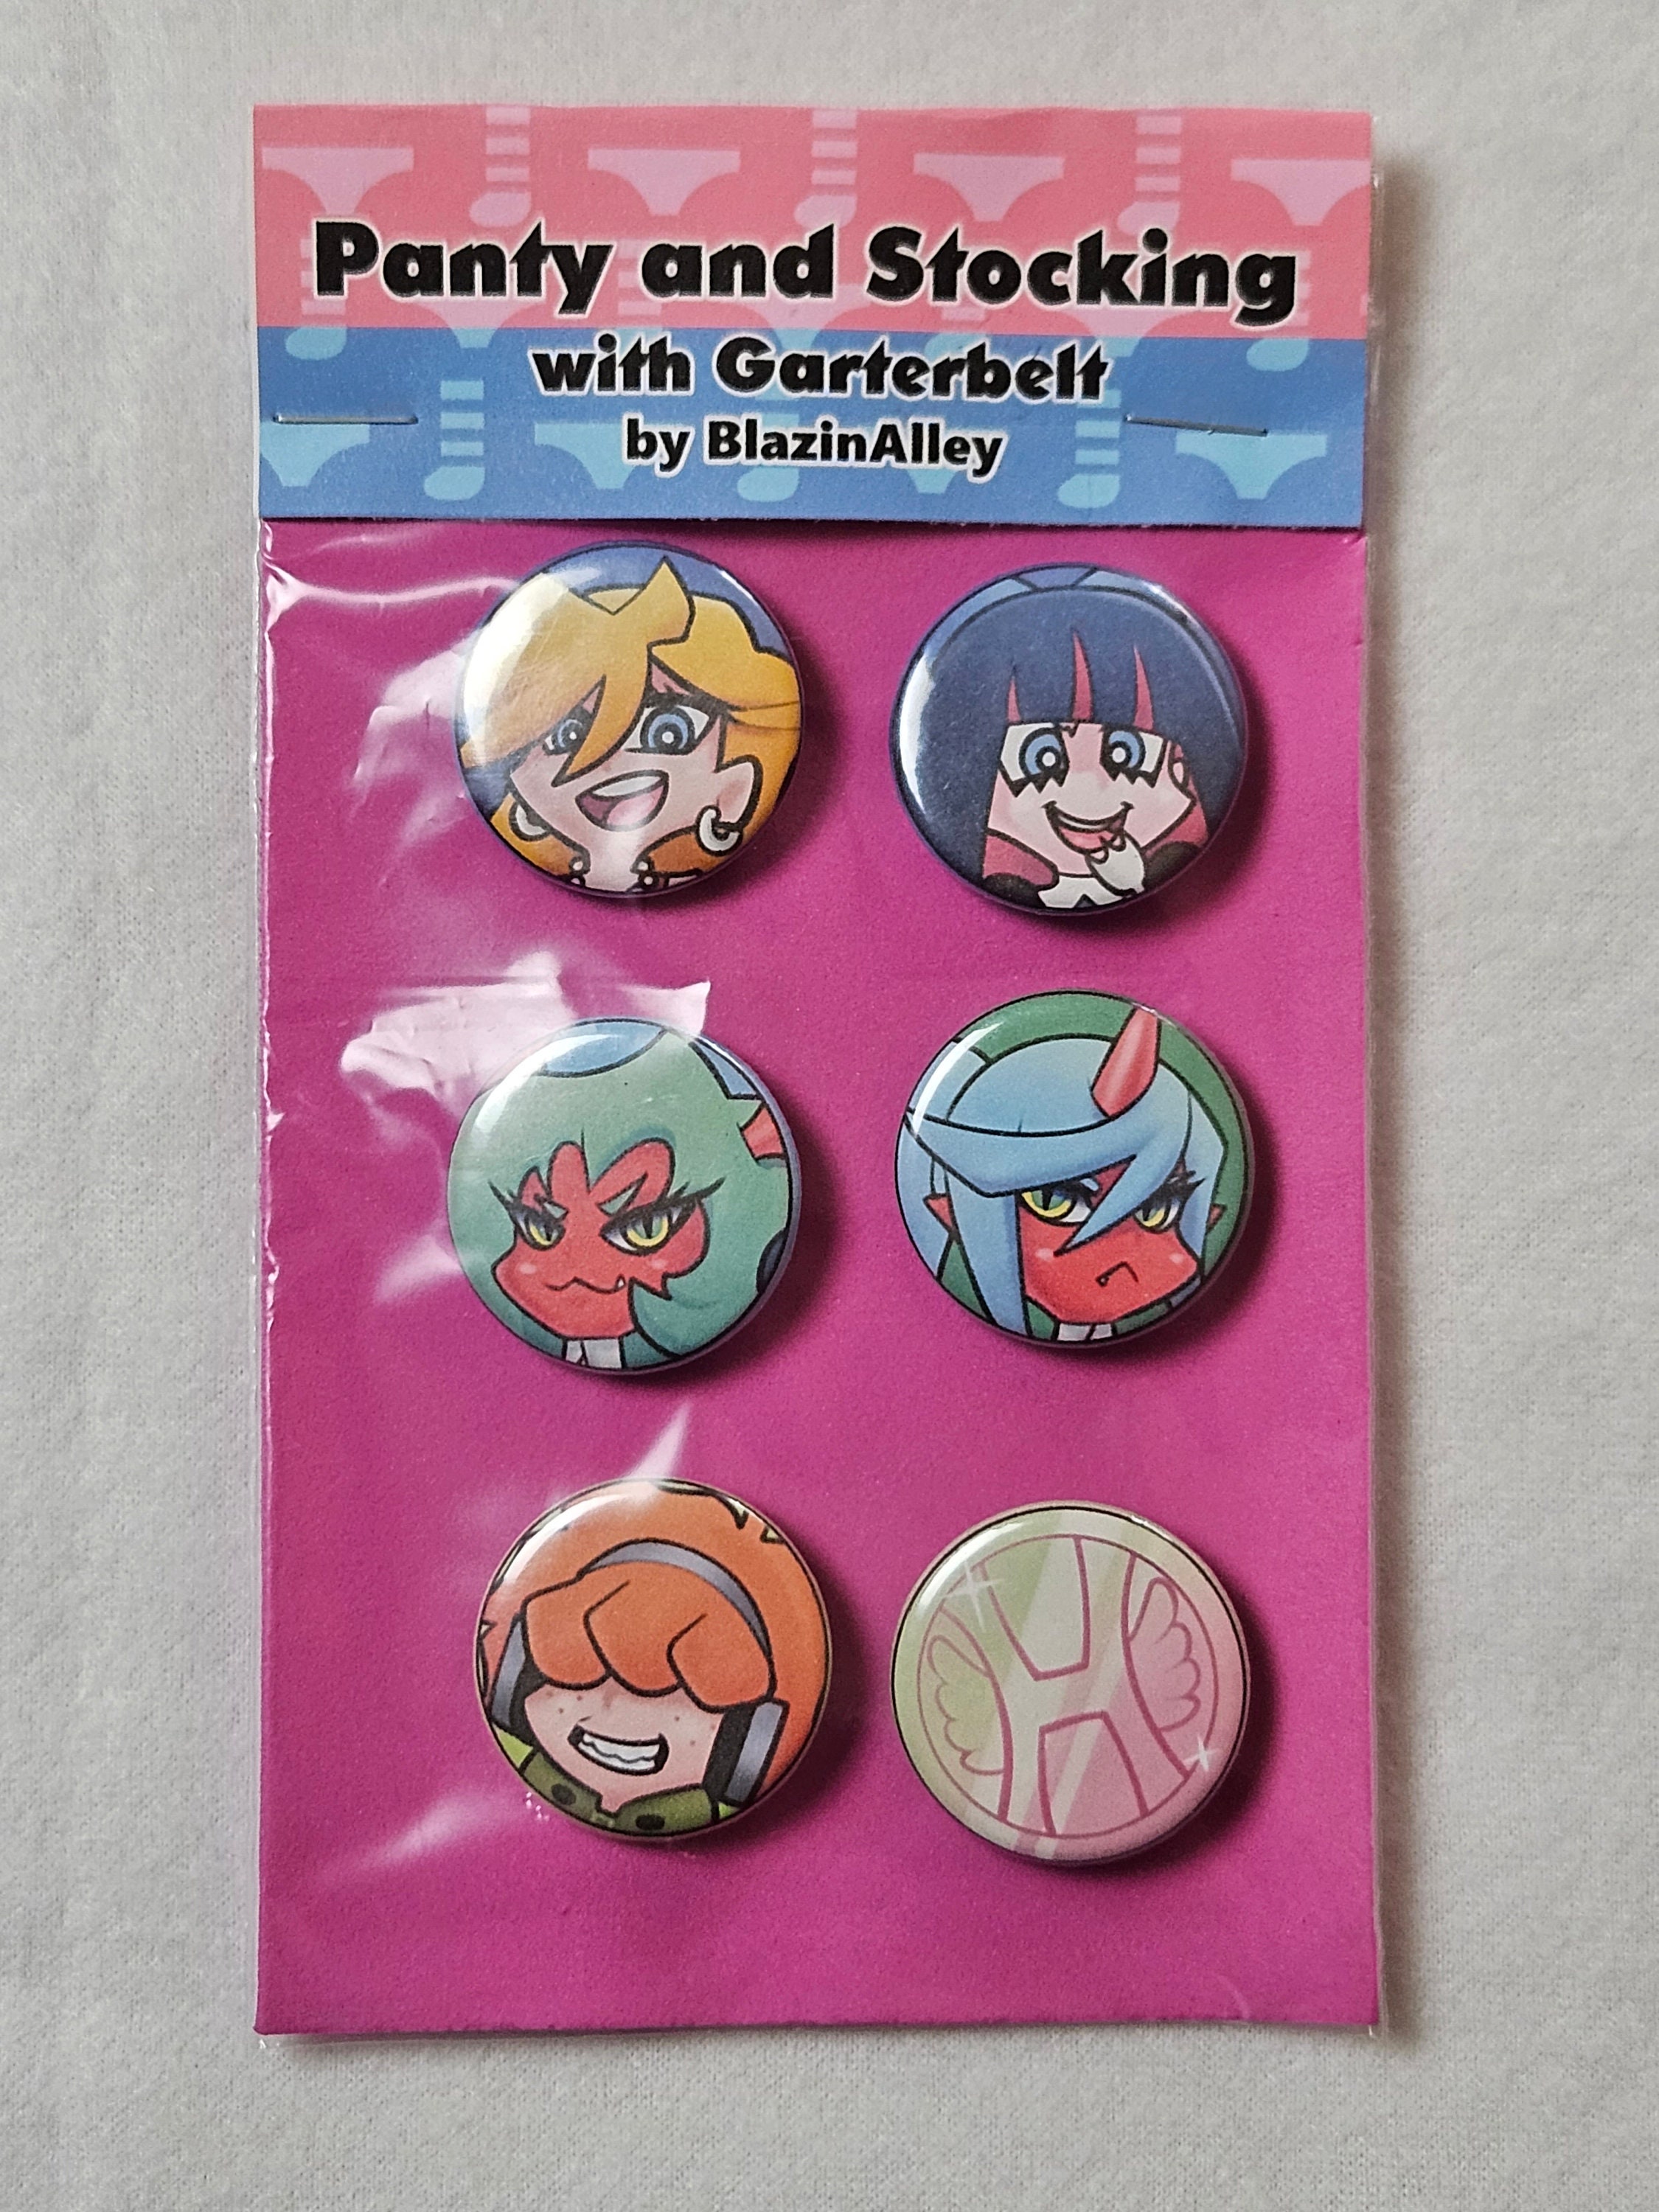 Panty and Stocking
with Garterbelt
by BlazinAlley